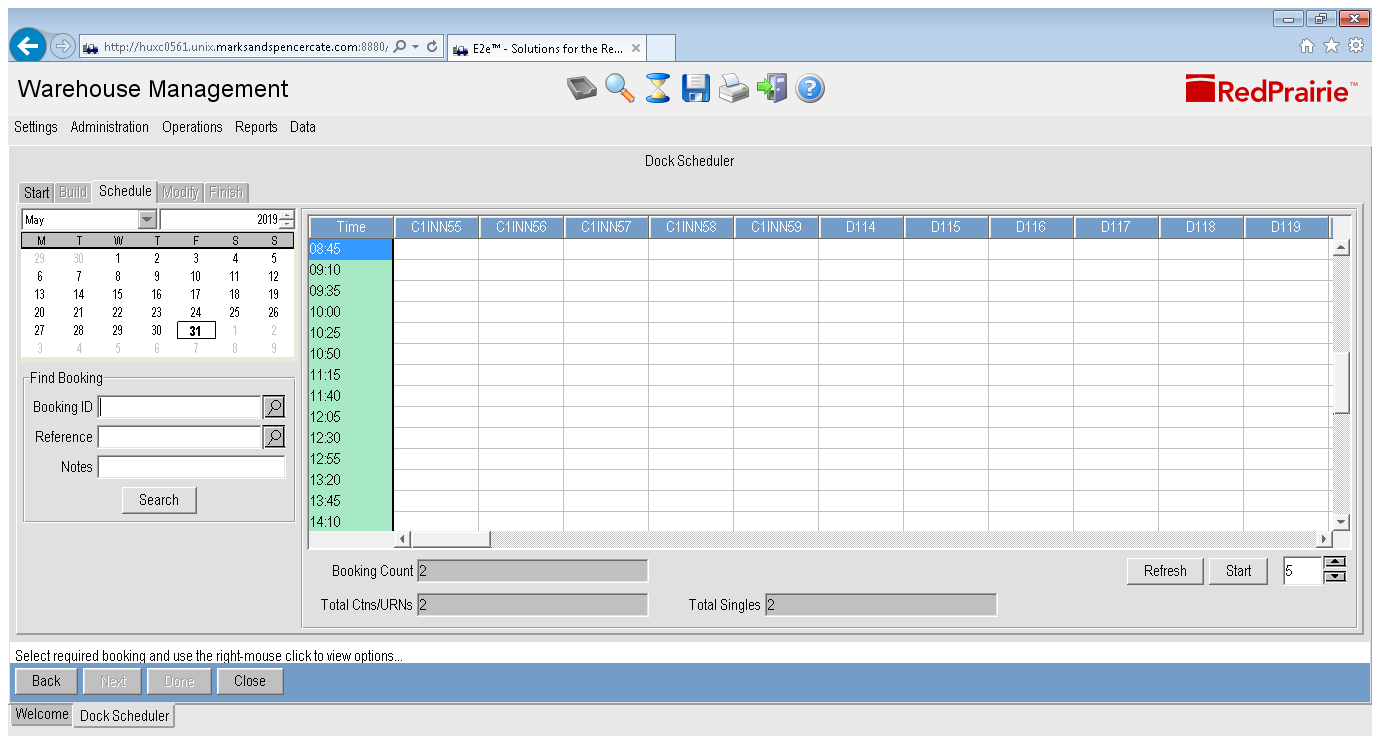 http://huxc0561.unix.marksandspencercate.com:8880/
E2e™ - Solutions for the Re...
Warehouse Management
RedPrairie™
Settings Administration Operations Reports Data
Dock Scheduler
Start Build Schedule Modify Finish
May 2019
M T W T F S S
29 30 1 2 3 4 5
6 7 8 9 10 11 12
13 14 15 16 17 18 19
20 21 22 23 24 25 26
27 28 29 30 31 1 2
3 4 5 6 7 8 9
Find Booking
Booking ID
Reference
Notes
Search
Time C1INN55 C1INN56 C1INN57 C1INN58 C1INN59 D114 D115 D116 D117 D118 D119
08:45
09:10
09:35
10:00
10:25
10:50
11:15
11:40
12:05
12:30
12:55
13:20
13:45
14:10
Booking Count 2
Refresh Start 5
Total Ctns/URNs 2 Total Singles 2
Select required booking and use the right-mouse click to view options...
Back Next Done Close
Welcome Dock Scheduler